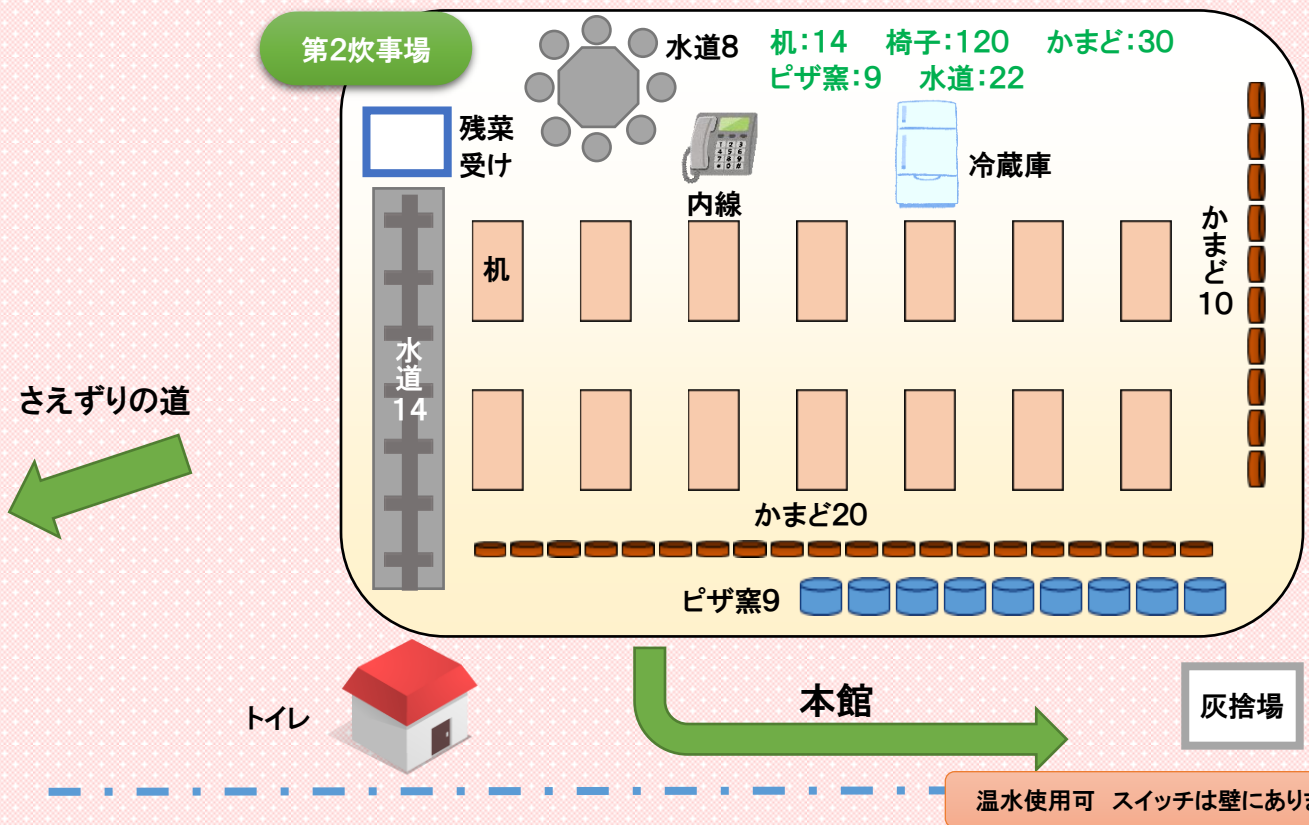 第2炊事場
水道8
机:14 椅子:120 かまど:30
ピザ窯:9 水道:22
残菜
受け
内線
冷蔵庫
机
かまど10
水道14
さえずりの道
かまど20
ピザ窯9
トイレ
本館
灰捨場
温水使用可 スイッチは壁にあり